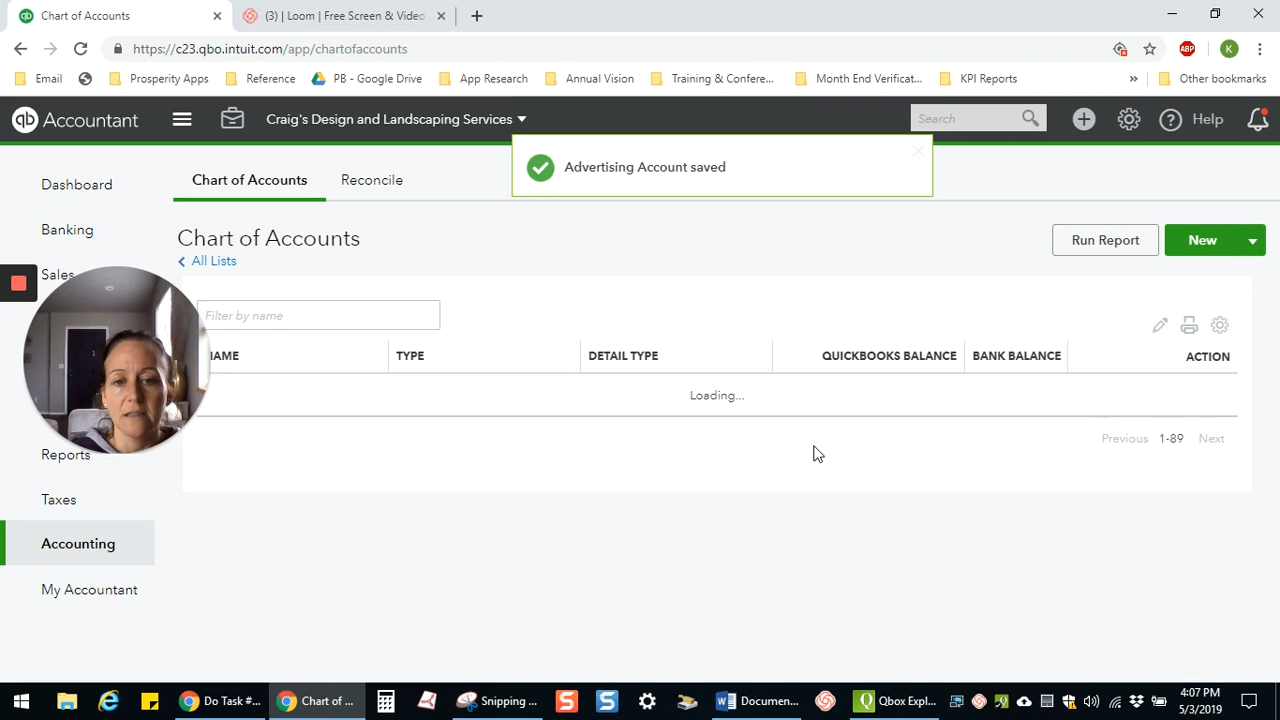 Chart of Accounts
(3) | Loom | Free Screen & Video
https://c23.qbo.intuit.com/app/chartofaccounts
ABP
K
Email
Prosperity Apps
Reference
PB - Google Drive
App Research
Annual Vision
Training & Confere...
Month End Verificat...
KPI Reports
»
Other bookmarks
qb Accountant
Craig's Design and Landscaping Services
Search
Help
Advertising Account saved
Dashboard
Banking
Sales
Reports
Taxes
Accounting
My Accountant
Chart of Accounts
Reconcile
Chart of Accounts
All Lists
Run Report
New
Filter by name
AME
TYPE
DETAIL TYPE
QUICKBOOKS BALANCE
BANK BALANCE
ACTION
Loading...
Previous 1-89 Next
Do Task #...
Chart of ...
Snipping ...
Documen...
Qbox Expl...
4:07 PM
5/3/2019